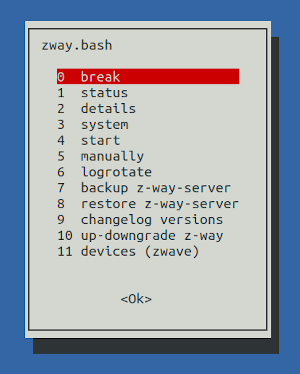 zway.bash
0 break
1 status
2 details
3 system
4 start
5 manually
6 logrotate
7 backup z-way-server
8 restore z-way-server
9 changelog versions
10 up-downgrade z-way
11 devices (zwave)
<Ok>